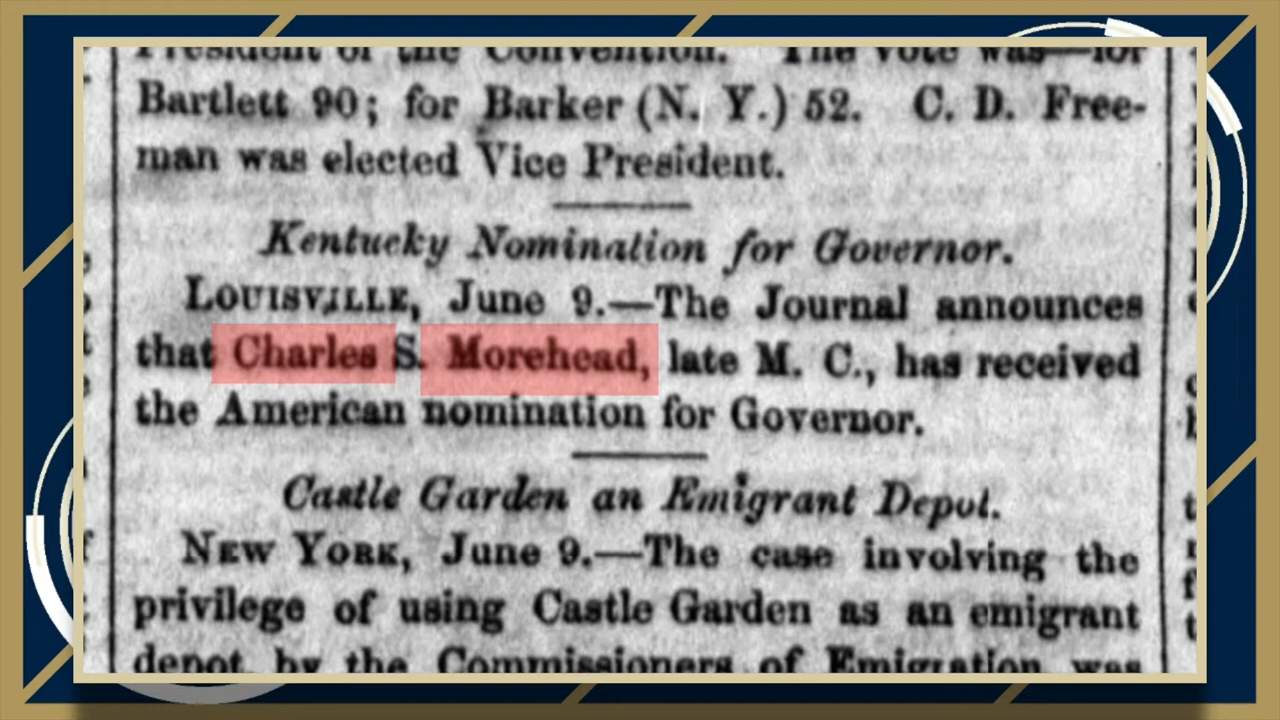 President of the Convention. The vote was—for
Bartlett 90; for Barker (N. Y.) 52. C. D. Free-
man was elected Vice President.
Kentucky Nomination for Governor.
LOUISVILLE, June 9.—The Journal announces
that Charles S. Morehead, late M. C., has received
the American nomination for Governor.
Castle Garden an Emigrant Depot.
NEW YORK, June 9.—The case involving the
privilege of using Castle Garden as an emigrant
depot by the Commissioners of Emigration was